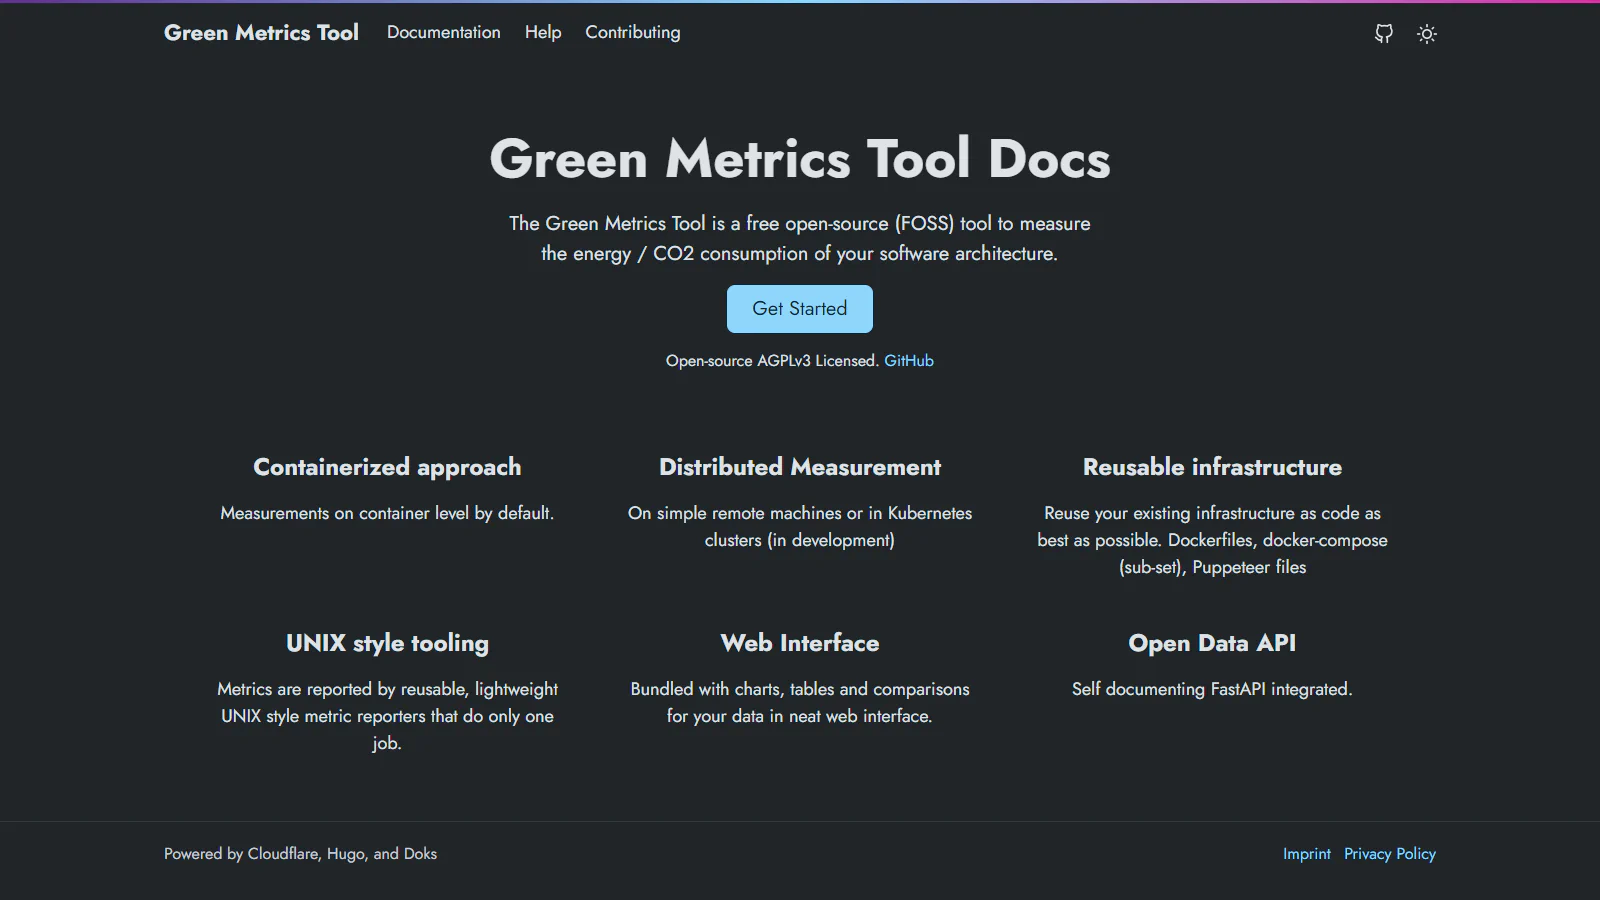 Green Metrics Tool
Documentation
Help
Contributing
Green Metrics Tool Docs
The Green Metrics Tool is a free open-source (FOSS) tool to measure
the energy / CO2 consumption of your software architecture.
Get Started
Open-source AGPLv3 Licensed. GitHub
Containerized approach
Measurements on container level by default.
Distributed Measurement
On simple remote machines or in Kubernetes
clusters (in development)
Reusable infrastructure
Reuse your existing infrastructure as code as
best as possible. Dockerfiles, docker-compose
(sub-set), Puppeteer files
UNIX style tooling
Metrics are reported by reusable, lightweight
UNIX style metric reporters that do only one
job.
Web Interface
Bundled with charts, tables and comparisons
for your data in neat web interface.
Open Data API
Self documenting FastAPI integrated.
Powered by Cloudflare, Hugo, and Doks
Imprint
Privacy Policy